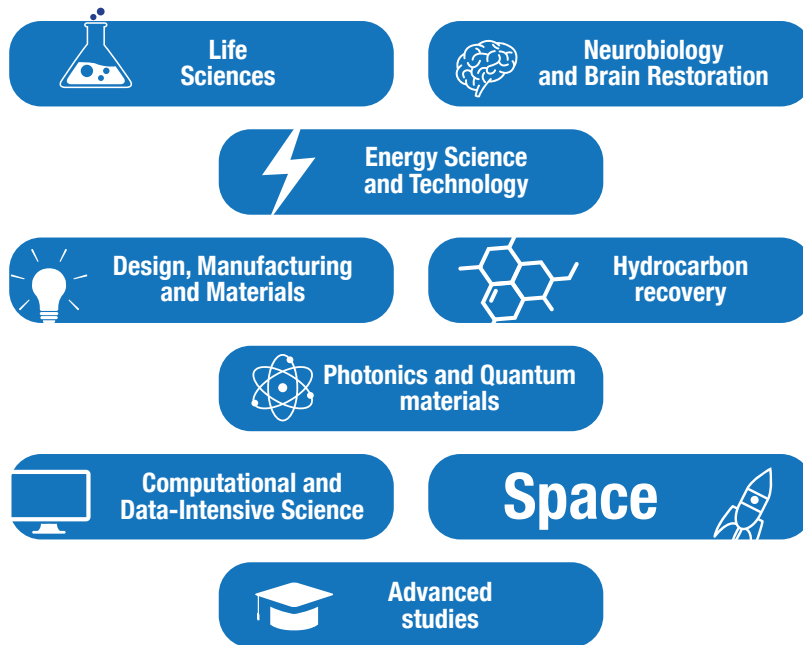 Life
Sciences
Neurobiology
and Brain Restoration
Energy Science
and Technology
Design, Manufacturing
and Materials
Hydrocarbon
recovery
Photonics and Quantum
materials
Computational and
Data-Intensive Science
Space
Advanced
studies